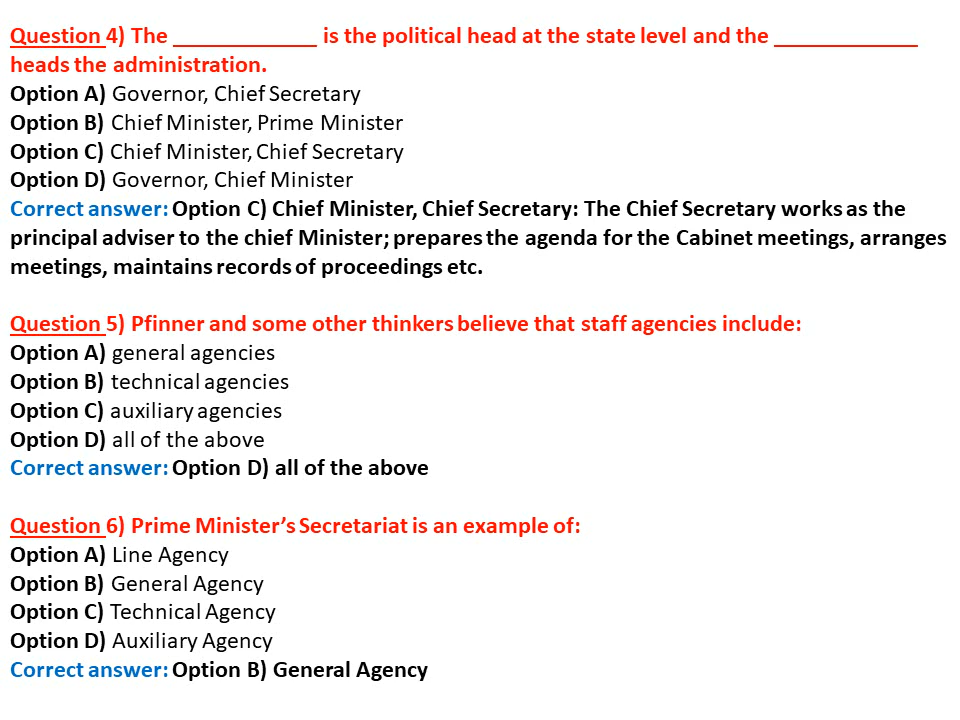 Question 4) The ____________ is the political head at the state level and the ____________
heads the administration.
Option A) Governor, Chief Secretary
Option B) Chief Minister, Prime Minister
Option C) Chief Minister, Chief Secretary
Option D) Governor, Chief Minister
Correct answer: Option C) Chief Minister, Chief Secretary: The Chief Secretary works as the
principal adviser to the chief Minister; prepares the agenda for the Cabinet meetings, arranges
meetings, maintains records of proceedings etc.
Question 5) Pfinner and some other thinkers believe that staff agencies include:
Option A) general agencies
Option B) technical agencies
Option C) auxiliary agencies
Option D) all of the above
Correct answer: Option D) all of the above
Question 6) Prime Minister’s Secretariat is an example of:
Option A) Line Agency
Option B) General Agency
Option C) Technical Agency
Option D) Auxiliary Agency
Correct answer: Option B) General Agency